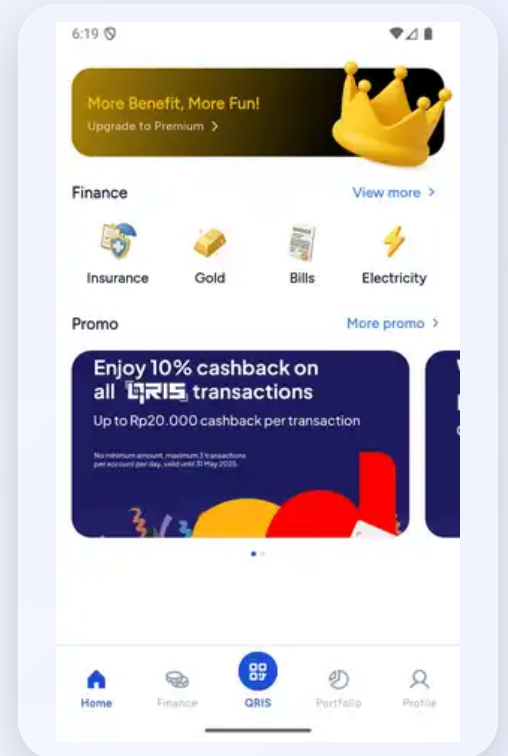 6:19
More Benefit, More Fun!
Upgrade to Premium >
Finance
View more >
Insurance
Gold
Bills
Electricity
Promo
More promo >
Enjoy 10% cashback on
all QRIS transactions
Up to Rp20.000 cashback per transaction
No minimum amount, maximum 3 transactions
per account per day, valid until 31 May 2025.
Home
Finance
QRIS
Portfolio
Profile